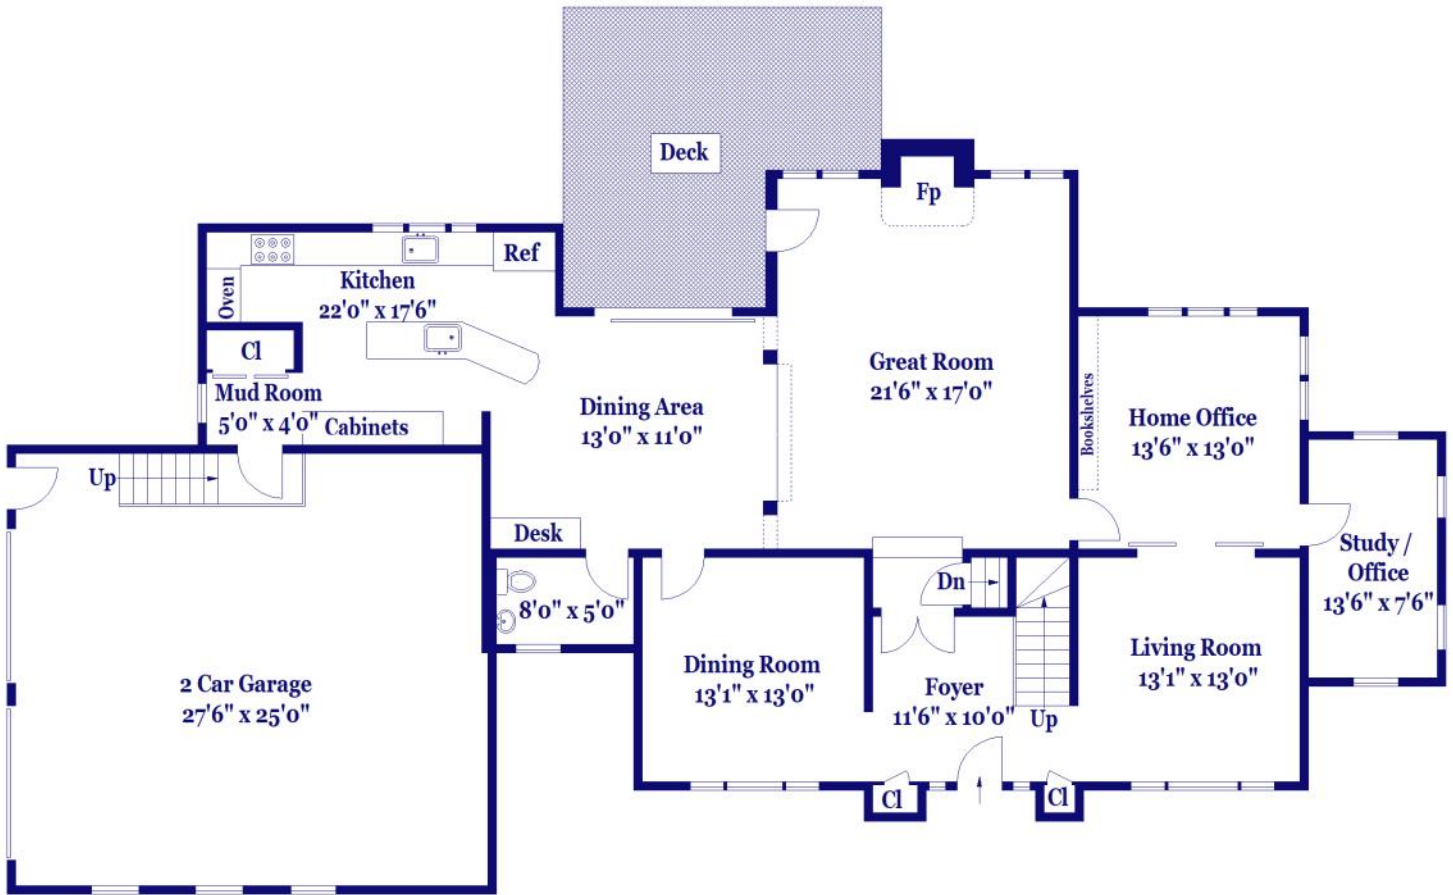 Deck
Fp
Ref
Kitchen
22'0" x 17'6"
Oven
Cl
Mud Room
5'0" x 4'0"
Cabinets
Dining Area
13'0" x 11'0"
Great Room
21'6" x 17'0"
Bookshelves
Home Office
13'6" x 13'0"
Up
Desk
Study /
Office
13'6" x 7'6"
8'0" x 5'0"
Dn
2 Car Garage
27'6" x 25'0"
Dining Room
13'1" x 13'0"
Foyer
11'6" x 10'0"
Up
Living Room
13'1" x 13'0"
Cl
Cl